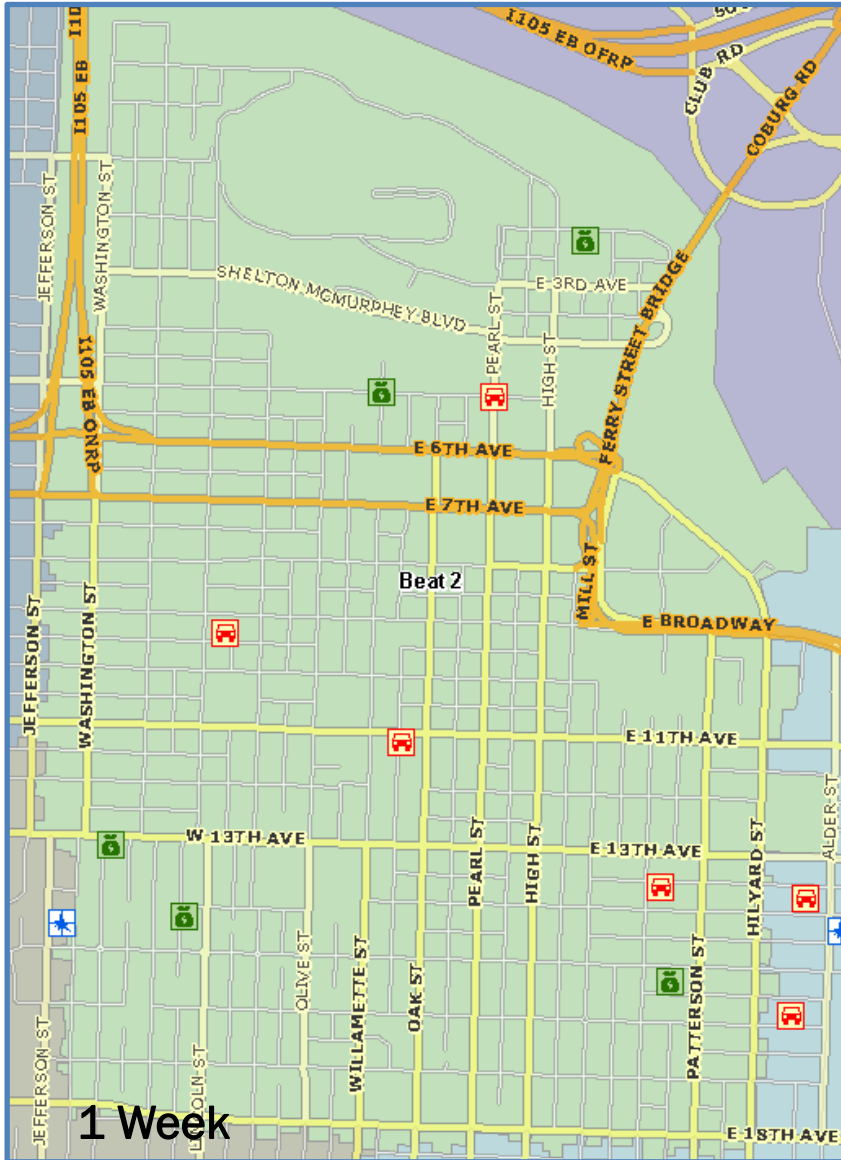 I10
I105 EB
I105 EB OFRP
CLUB RD
COBURG RD
JEFFERSON ST
WASHINGTON ST
SHELTON MCMURPHEY BLVD
E 3RD AVE
PEARL ST
HIGH ST
FERRY STREET BRIDGE
I105 EB ONRP
E 6TH AVE
E 7TH AVE
Beat 2
MILL ST
E BROADWAY
JEFFERSON ST
WASHINGTON ST
E 11TH AVE
ALDER ST
W 13TH AVE
PEARL ST
HIGH ST
E 13TH AVE
HILYARD ST
OLIVE ST
WILLAMETTE ST
OAK ST
PATTERSON ST
JEFFERSON ST
OLN ST
1 Week
E 18TH AVE